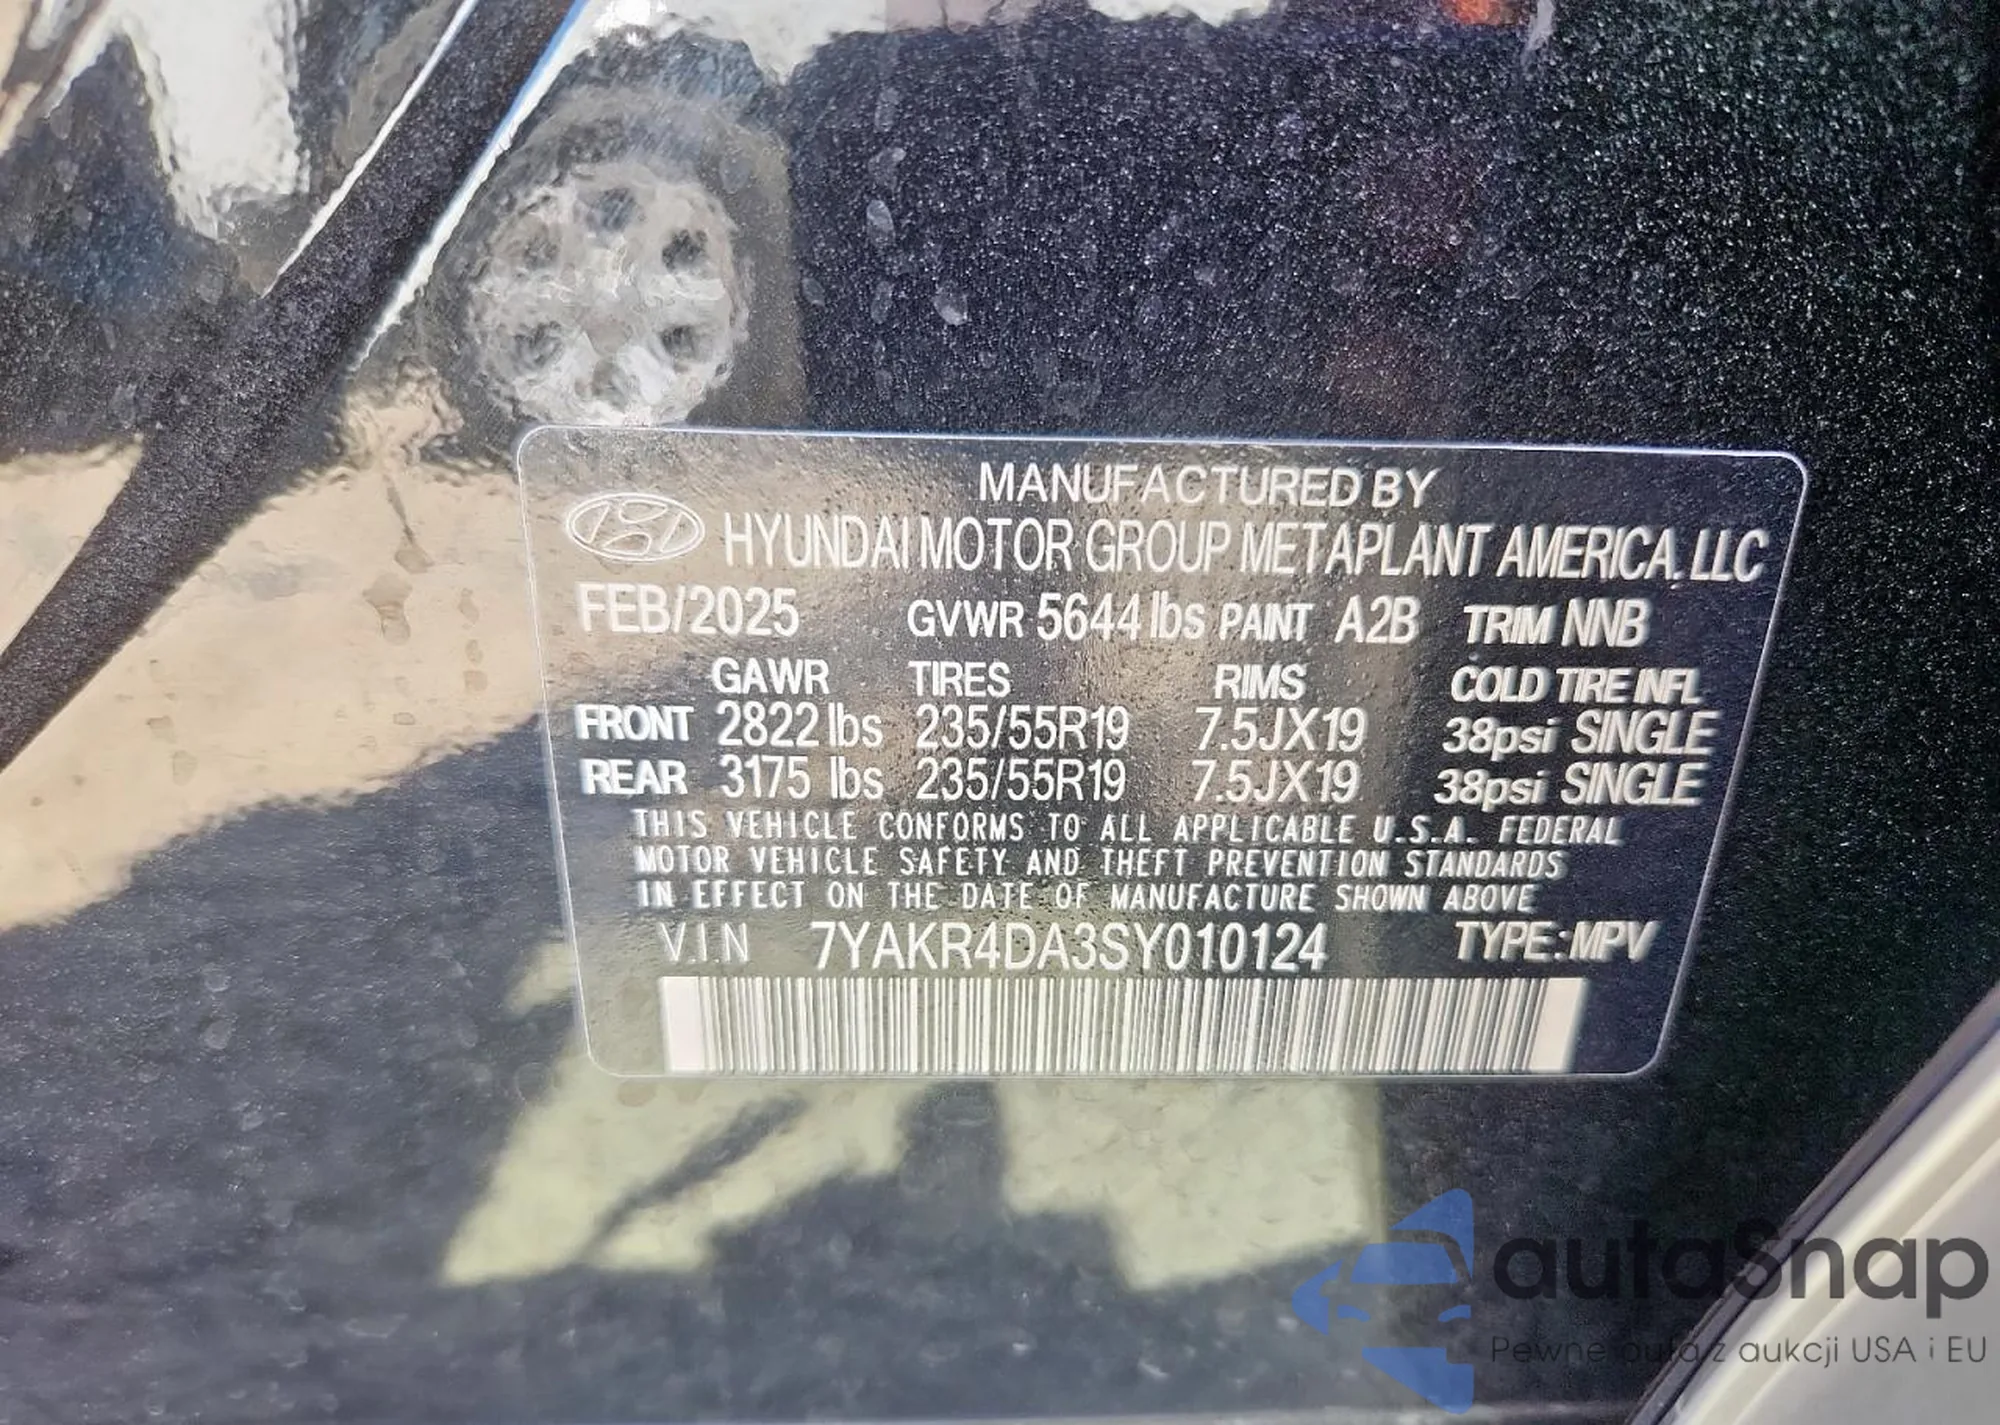 MANUFACTURED BY
HYUNDAI MOTOR GROUP METAPLANT AMERICA, LLC
FEB/2025 GVWR 5644 lbs PAINT A2B TRIM NNB
GAWR TIRES RIMS COLD TIRE INFL
FRONT 2822 lbs 235/55R19 7.5JX19 38psi SINGLE
REAR 3175 lbs 235/55R19 7.5JX19 38psi SINGLE
THIS VEHICLE CONFORMS TO ALL APPLICABLE U.S.A. FEDERAL
MOTOR VEHICLE SAFETY AND THEFT PREVENTION STANDARDS
IN EFFECT ON THE DATE OF MANUFACTURE SHOWN ABOVE
V.I.N 7YAKR4DA3SY010124 TYPE:MPV
autaSnap
Pewne auta z aukcji USA i EU